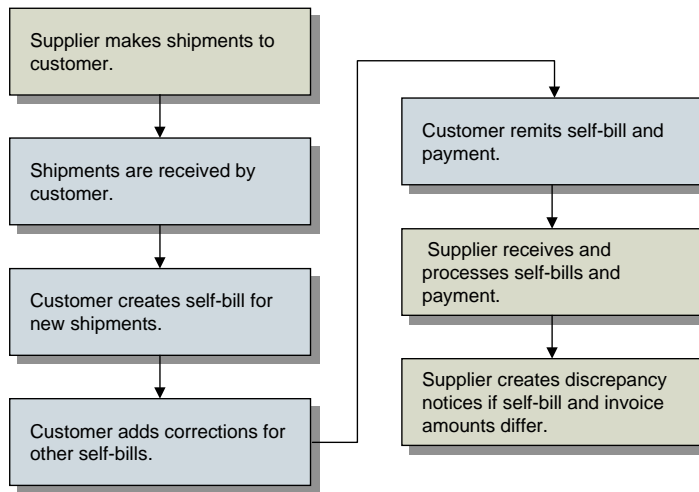 Supplier makes shipments to
customer.
Shipments are received by
customer.
Customer creates self-bill for
new shipments.
Customer adds corrections for
other self-bills.
Customer remits self-bill and
payment.
Supplier receives and
processes self-bills and
payment.
Supplier creates discrepancy
notices if self-bill and invoice
amounts differ.